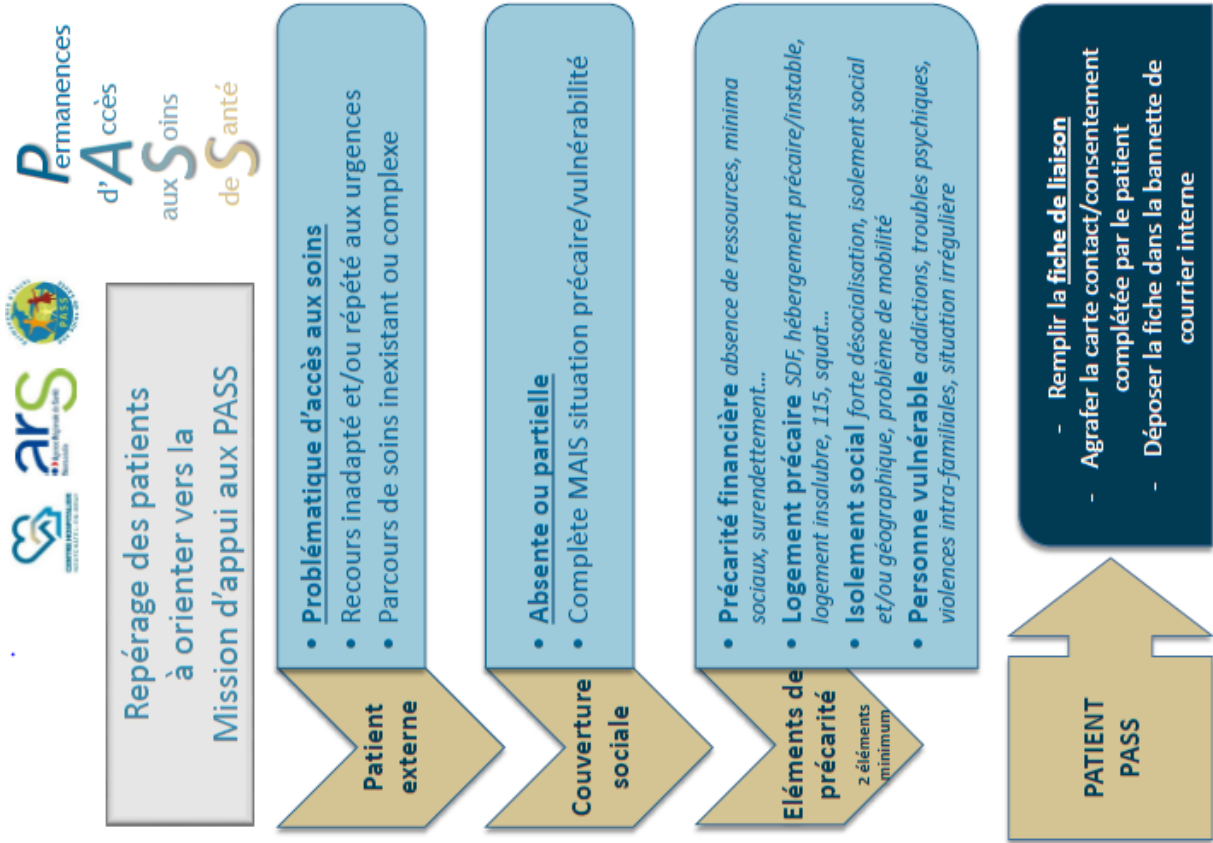 CENTRE HOSPITALIER
ars
PASS
Permanences
d'Accès
aux Soins
de Santé
Repérage des patients
à orienter vers la
Mission d'appui aux PASS
Patient
externe
• Problématique d'accès aux soins
• Recours inadapté et/ou répété aux urgences
• Parcours de soins inexistant ou complexe
Couverture
sociale
• Absente ou partielle
• Complète MAIS situation précaire/vulnérabilité
Eléments de
précarité
2 éléments
minimum
• Précarité financière absence de ressources, minima
sociaux, surendettement...
• Logement précaire SDF, hébergement précaire/instable,
logement insalubre, 115, squat...
• Isolement social forte désocialisation, isolement social
et/ou géographique, problème de mobilité
• Personne vulnérable addictions, troubles psychiques,
violences intra-familiales, situation irrégulière
PATIENT
PASS
- Remplir la fiche de liaison
- Agrafer la carte contact/consentement
complétée par le patient
- Déposer la fiche dans la bannette de
courrier interne